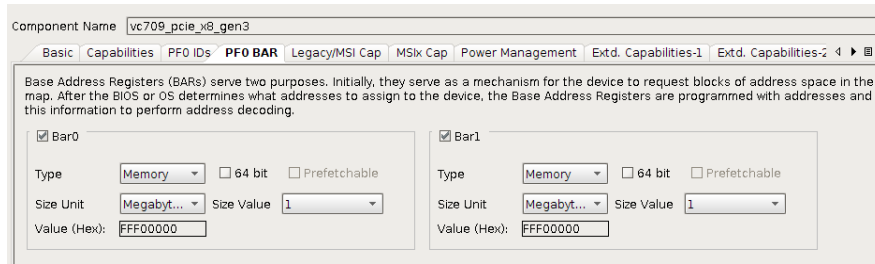 Component Name vc709_pcie_x8_gen3
Basic Capabilities PF0 IDs PF0 BAR Legacy/MSI Cap MSIx Cap Power Management Extd. Capabilities-1 Extd. Capabilities-2
Base Address Registers (BARs) serve two purposes. Initially, they serve as a mechanism for the device to request blocks of address space in the
map. After the BIOS or OS determines what addresses to assign to the device, the Base Address Registers are programmed with addresses and
this information to perform address decoding.
Bar0
Type Memory 64 bit Prefetchable
Size Unit Megabyt... Size Value 1
Value (Hex): FFF00000
Bar1
Type Memory 64 bit Prefetchable
Size Unit Megabyt... Size Value 1
Value (Hex): FFF00000